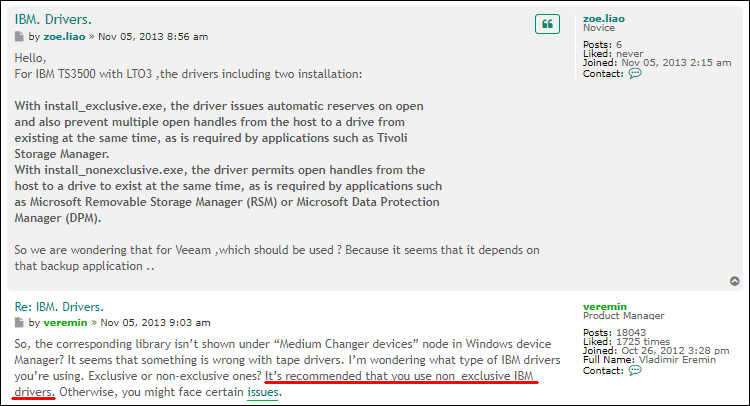 IBM. Drivers.
by zoe.liao » Nov 05, 2013 8:56 am
Hello,
For IBM TS3500 with LTO3 ,the drivers including two installation:
With install_exclusive.exe, the driver issues automatic reserves on open
and also prevent multiple open handles from the host to a drive from
existing at the same time, as is required by applications such as Tivoli
Storage Manager.
With install_nonexclusive.exe, the driver permits open handles from the
host to a drive to exist at the same time, as is required by applications such
as Microsoft Removable Storage Manager (RSM) or Microsoft Data Protection
Manager (DPM).
So we are wondering that for Veeam ,which should be used ? Because it seems that it depends on
that backup application ..
zoe.liao
Novice
Posts: 6
Liked: never
Joined: Nov 05, 2013 2:15 am
Contact:
Re: IBM. Drivers.
by veremin » Nov 05, 2013 9:03 am
So, the corresponding library isn’t shown under “Medium Changer devices” node in Windows device
Manager? It seems that something is wrong with tape drivers. I’m wondering what type of IBM drivers
you’re using. Exclusive or non-exclusive ones? It’s recommended that you use non exclusive IBM
drivers. Otherwise, you might face certain issues.
veremin
Product Manager
Posts: 18043
Liked: 1725 times
Joined: Oct 26, 2012 3:28 pm
Full Name: Vladimir Eremin
Contact: